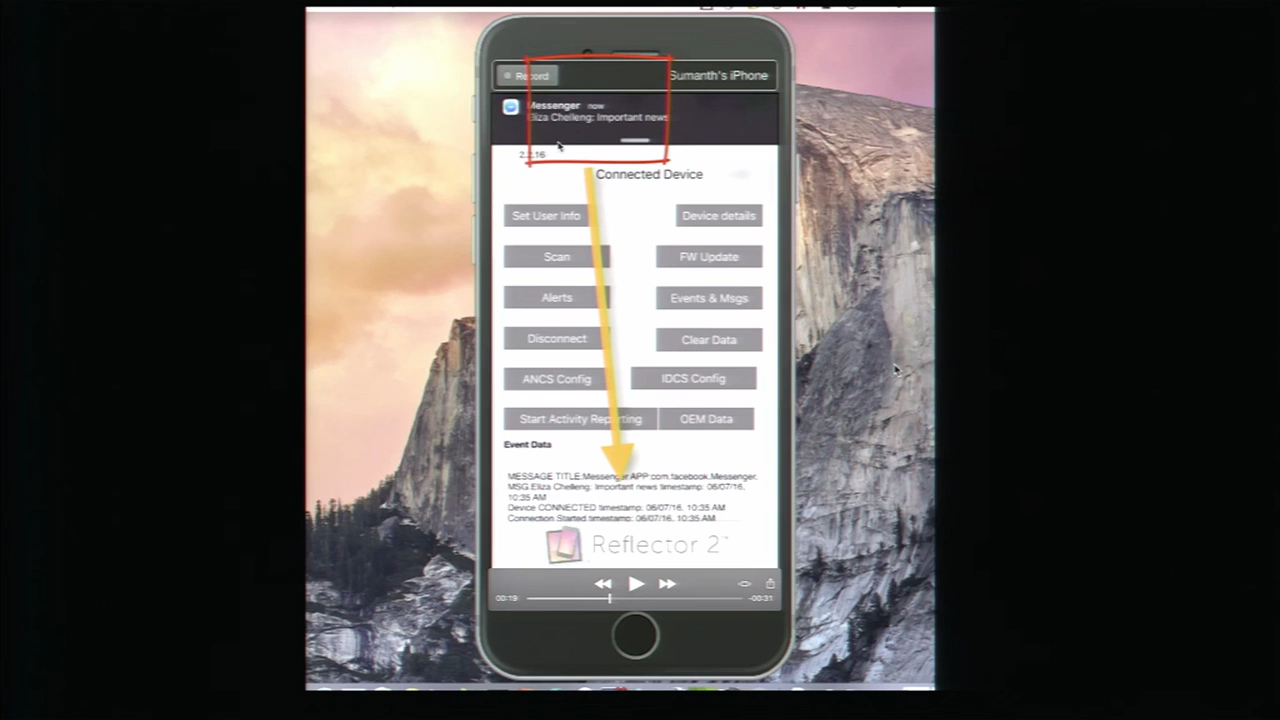 Record
Sumanth's iPhone
Messenger now
Eliza Chelleng: Important news
2.2.16
Connected Device
Set User Info
Device details
Scan
FW Update
Alerts
Events & Msgs
Disconnect
Clear Data
ANCS Config
IDCS Config
Start Activity Reporting
OEM Data
Event Data
MESSAGE TITLE:Messenger APP:com.facebook.Messenger,
MSG:Eliza Chelleng: Important news timestamp: 06/07/16,
10:35 AM
Device CONNECTED timestamp: 06/07/16, 10:35 AM
Connection Started timestamp: 06/07/16, 10:35 AM
Reflector 2™
00:19
-00:31